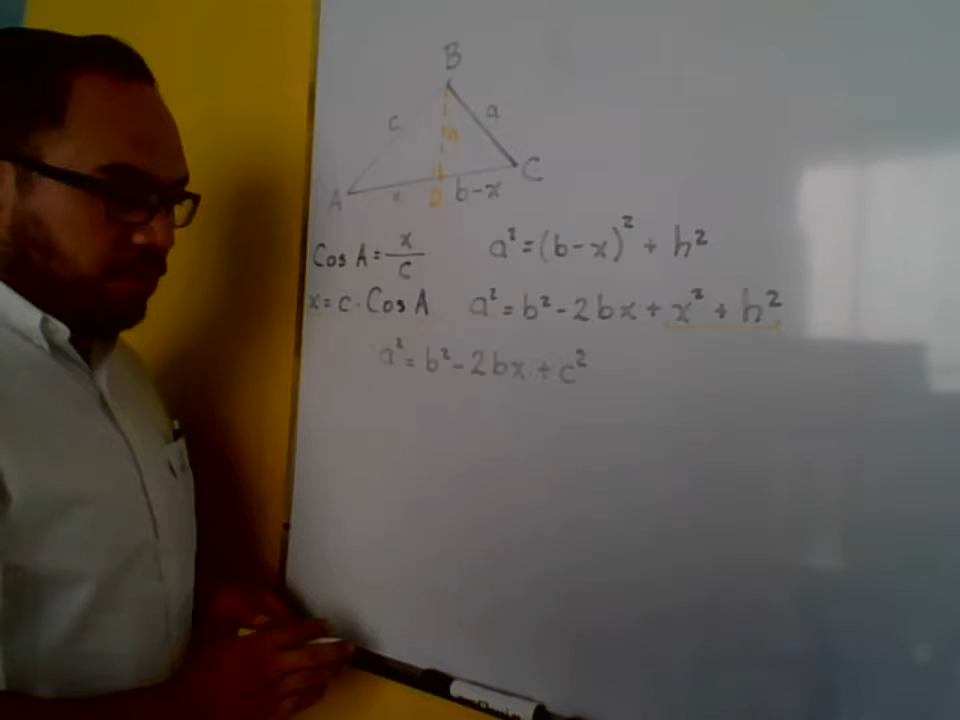 B
c
h
a
A
x
D
b-x
C
Cos A = x/c
a² = (b-x)² + h²
x = c · Cos A
a² = b² - 2bx + x² + h²
a² = b² - 2bx + c²